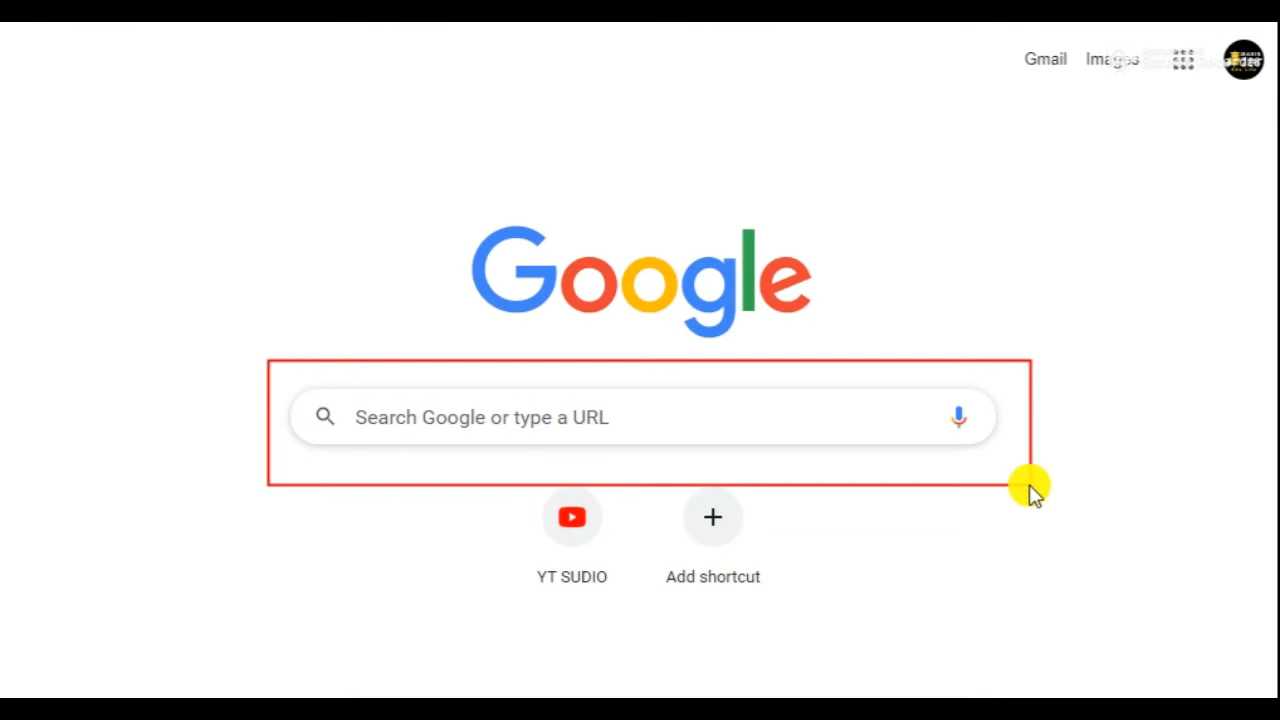 Gmail Images
Google
Search Google or type a URL
YT SUDIO
Add shortcut